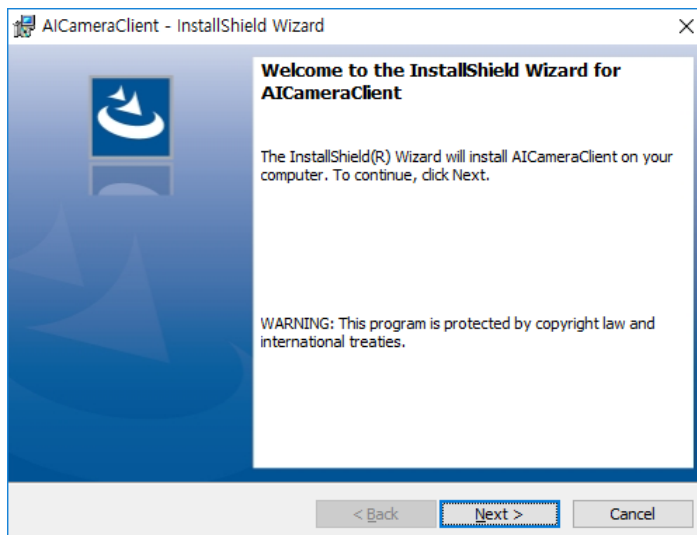 AICameraClient - InstallShield Wizard
Welcome to the InstallShield Wizard for
AICameraClient
The InstallShield(R) Wizard will install AICameraClient on your
computer. To continue, click Next.
WARNING: This program is protected by copyright law and
international treaties.
< Back
Next >
Cancel